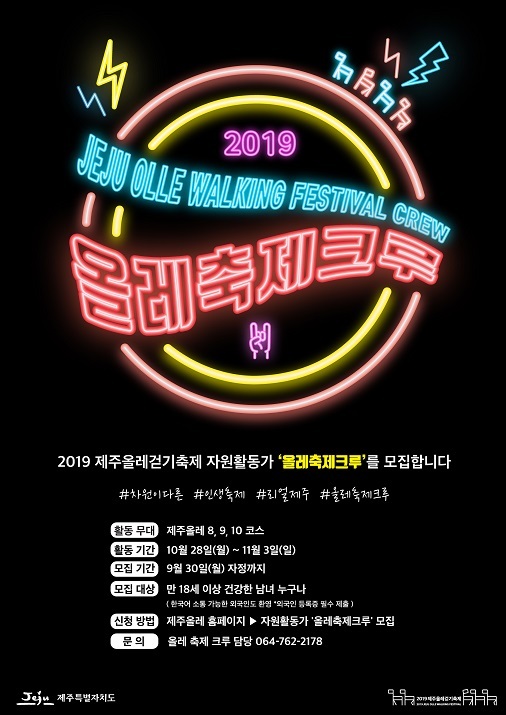 2019
JEJU OLLE WALKING FESTIVAL CREW
올레축제크루
2019 제주올레걷기축제 자원활동가 '올레축제크루'를 모집합니다
#차원이다른 #인생축제 #리얼제주 #올레축제크루
활동 무대 제주올레 8, 9, 10 코스
활동 기간 10월 28일(월) ~ 11월 3일(일)
모집 기간 9월 30일(월) 자정까지
모집 대상 만 18세 이상 건강한 남녀 누구나
( 한국어 소통 가능한 외국인도 환영 *외국인 등록증 필수 제출 )
신청 방법 제주올레 홈페이지 ▶ 자원활동가 '올레축제크루' 모집
문 의 올레 축제 크루 담당 064-762-2178
Jeju 제주특별자치도
2019 제주올레걷기축제
2019 JEJU OLLE WALKING FESTIVAL